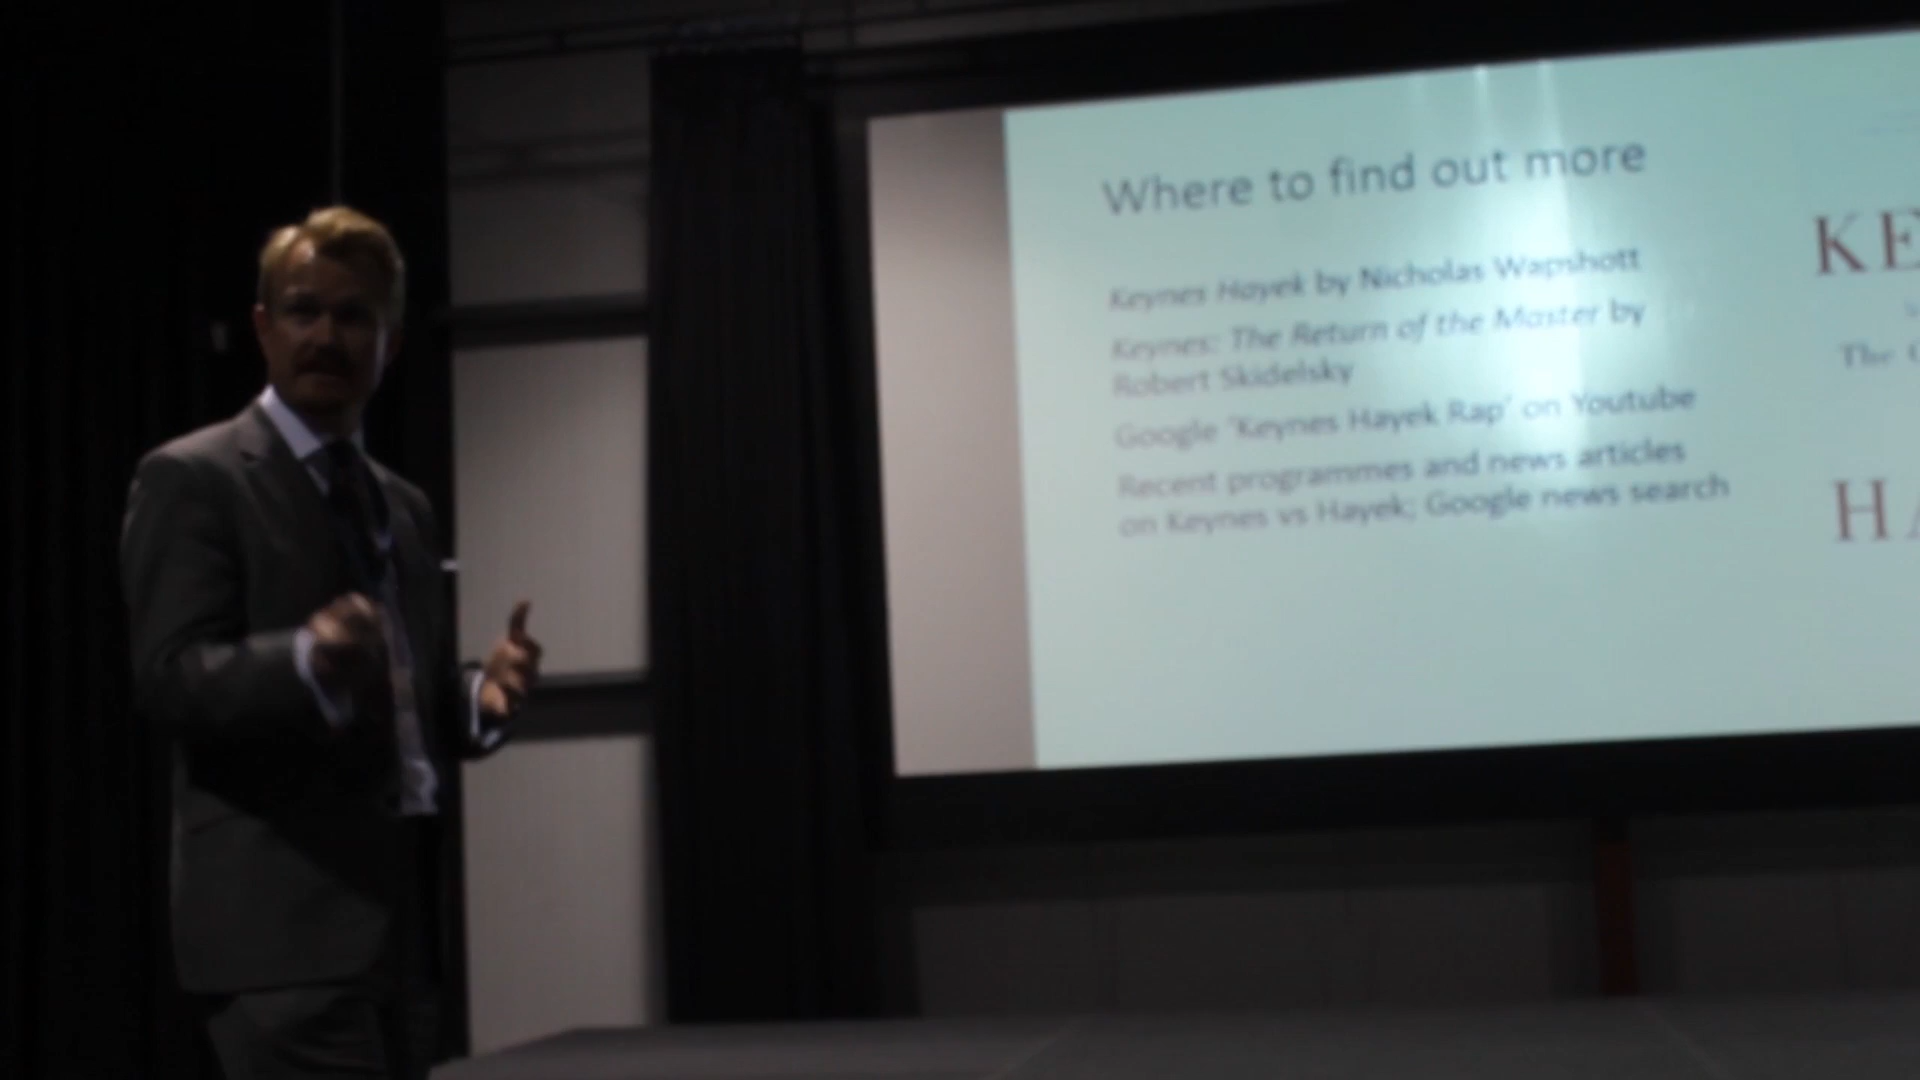 Where to find out more
Keynes Hayek by Nicholas Wapshott
Keynes: The Return of the Master by
Robert Skidelsky
Google 'Keynes Hayek Rap' on Youtube
Recent programmes and news articles
on Keynes vs Hayek; Google news search
KE
The
HA